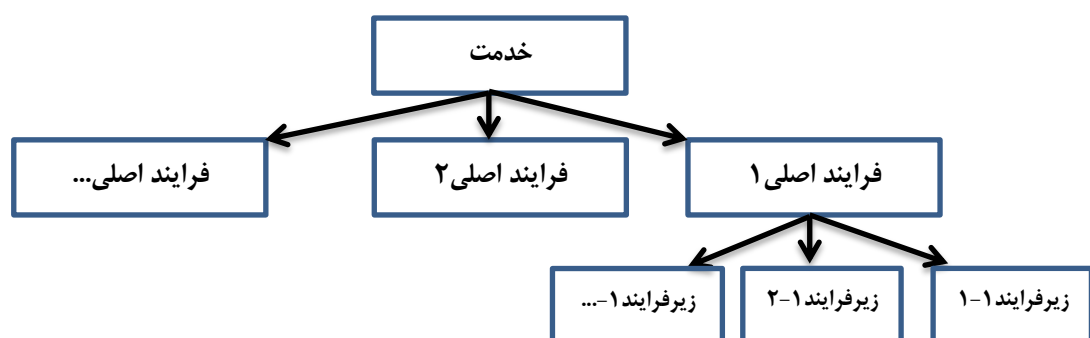 خدمت
فرایند اصلی۱
فرایند اصلی۲
فرایند اصلی...
زیرفرایند۱-۱
زیرفرایند۱-۲
زیرفرایند۱-...